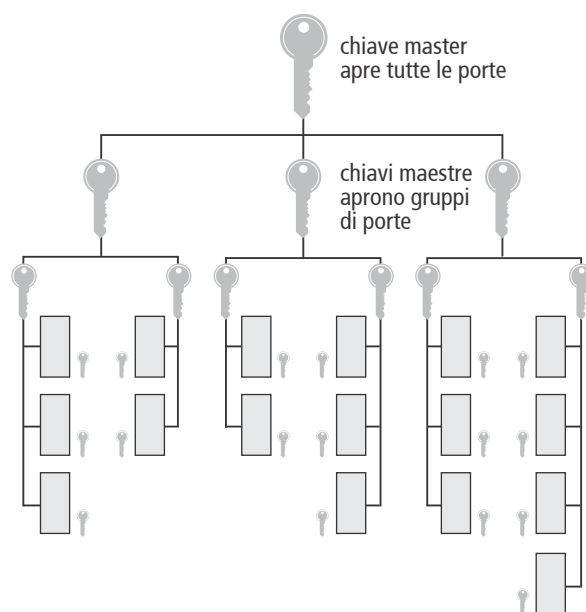 chiave master
apre tutte le porte
chiavi maestre
aprono gruppi
di porte